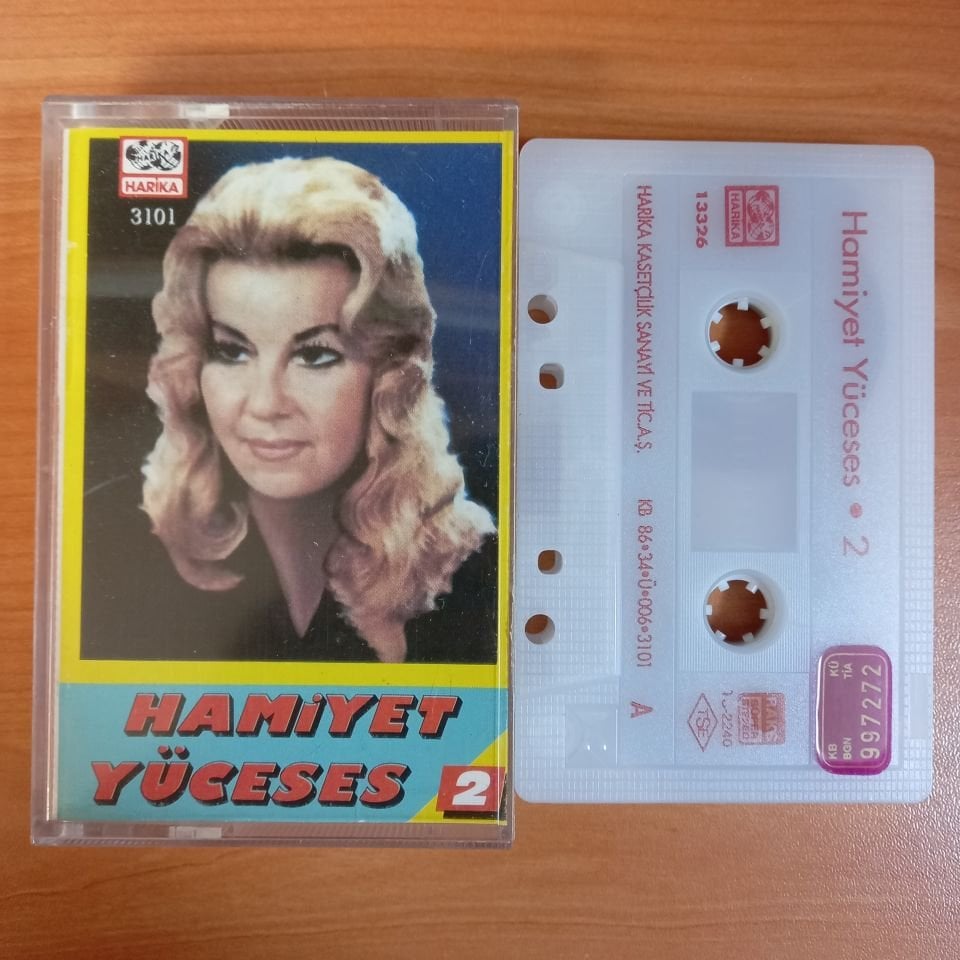 HARİKA
3101
HAMİYET
YÜCESES
2
Hamiyet Yüceses • 2
HARİKA
13326
HARİKA KASETÇİLİK SANAYİ VE TİC.A.Ş.
KB 86•34•Ü•006•3101
A
TSE
KB
BGN
KÜ
TİA
997272